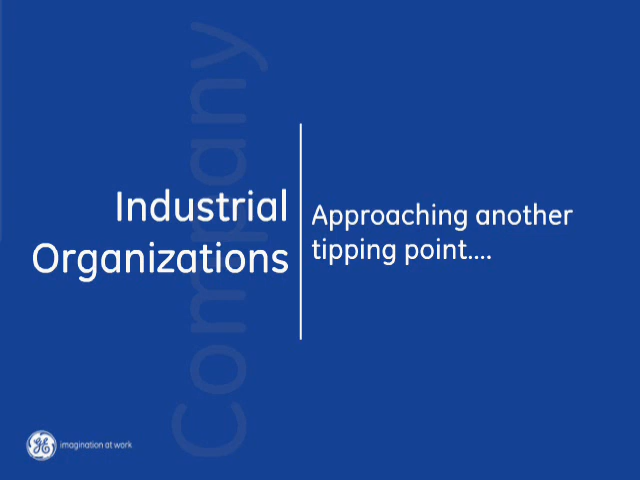 Company
Industrial
Organizations
Approaching another
tipping point....
GE imagination at work